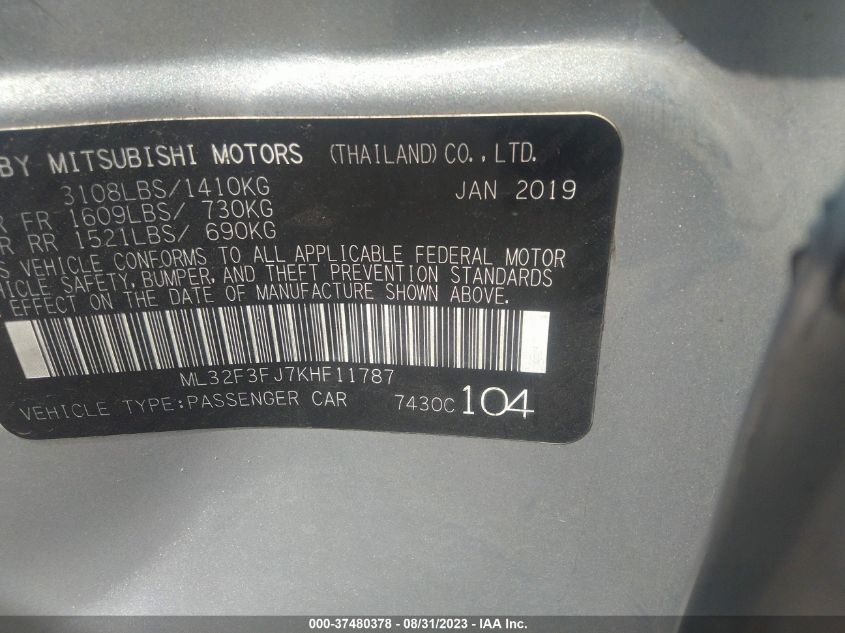 BY MITSUBISHI MOTORS (THAILAND) CO., LTD.
3108LBS/1410KG JAN 2019
FR 1609LBS/ 730KG
RR 1521LBS/ 690KG
VEHICLE CONFORMS TO ALL APPLICABLE FEDERAL MOTOR
SAFETY, BUMPER, AND THEFT PREVENTION STANDARDS
EFFECT ON THE DATE OF MANUFACTURE SHOWN ABOVE.
ML32F3FJ7KHF11787
VEHICLE TYPE:PASSENGER CAR 7430C 104
000-37480378 - 08/31/2023 - IAA Inc.